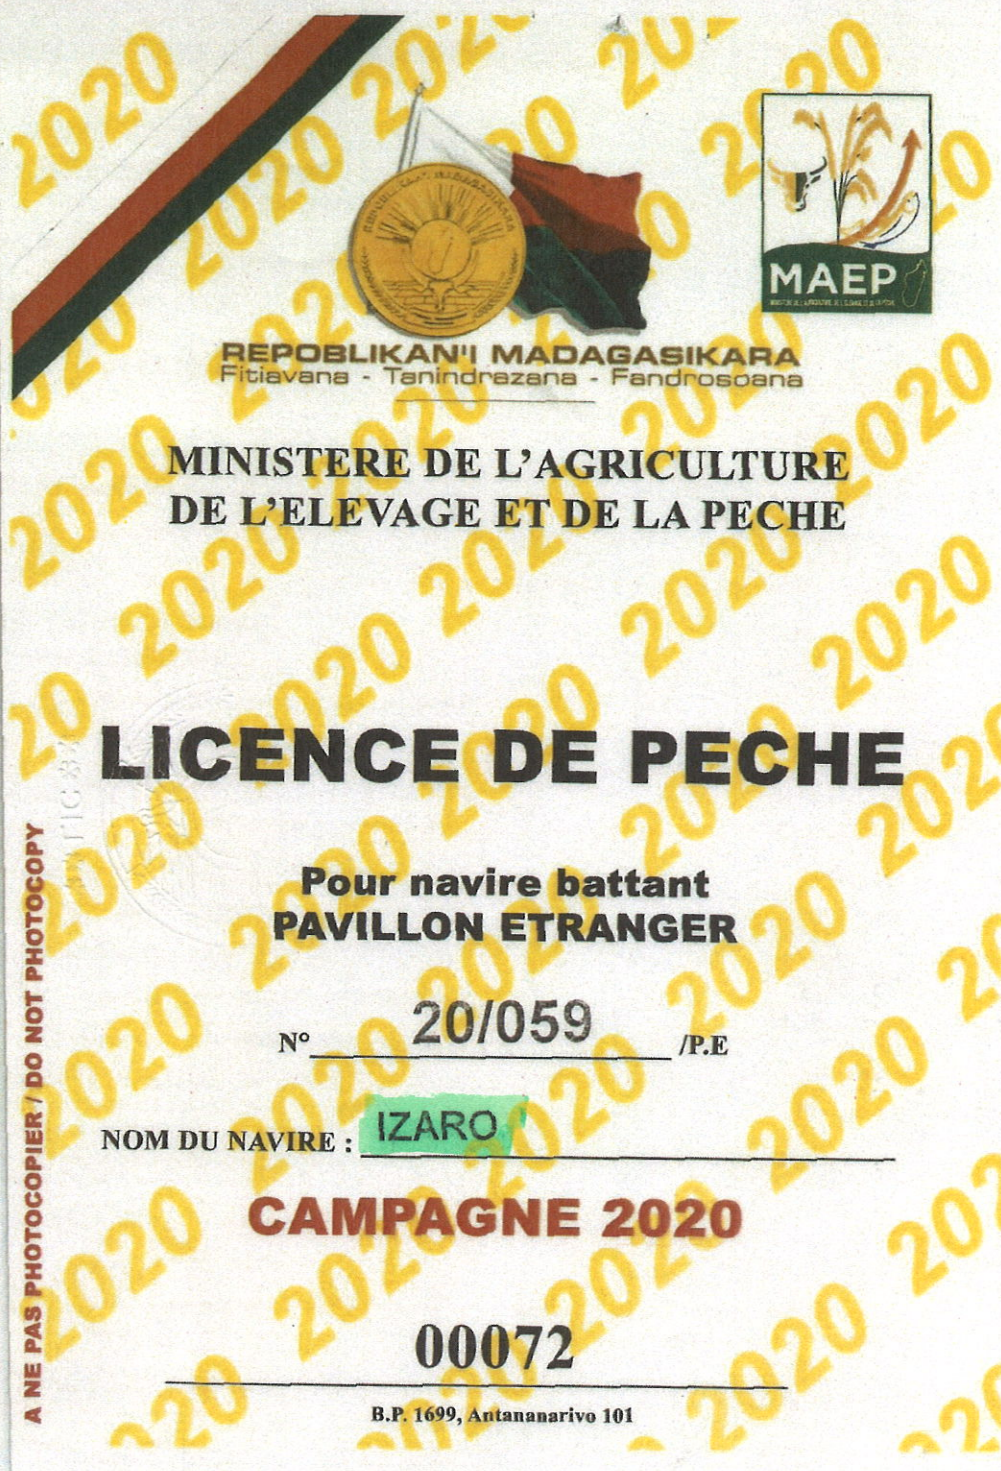 REPOBLIKAN'I MADAGASIKARA
Fitiavana - Tanindrazana - Fandrosoana
MAEP
MINISTERE DE L'AGRICULTURE
DE L'ELEVAGE ET DE LA PECHE
LICENCE DE PECHE
Pour navire battant
PAVILLON ETRANGER
N° 20/059 /P.E
NOM DU NAVIRE : IZARO
CAMPAGNE 2020
00072
B.P. 1699, Antananarivo 101
A NE PAS PHOTOCOPIER / DO NOT PHOTOCOPY
2020